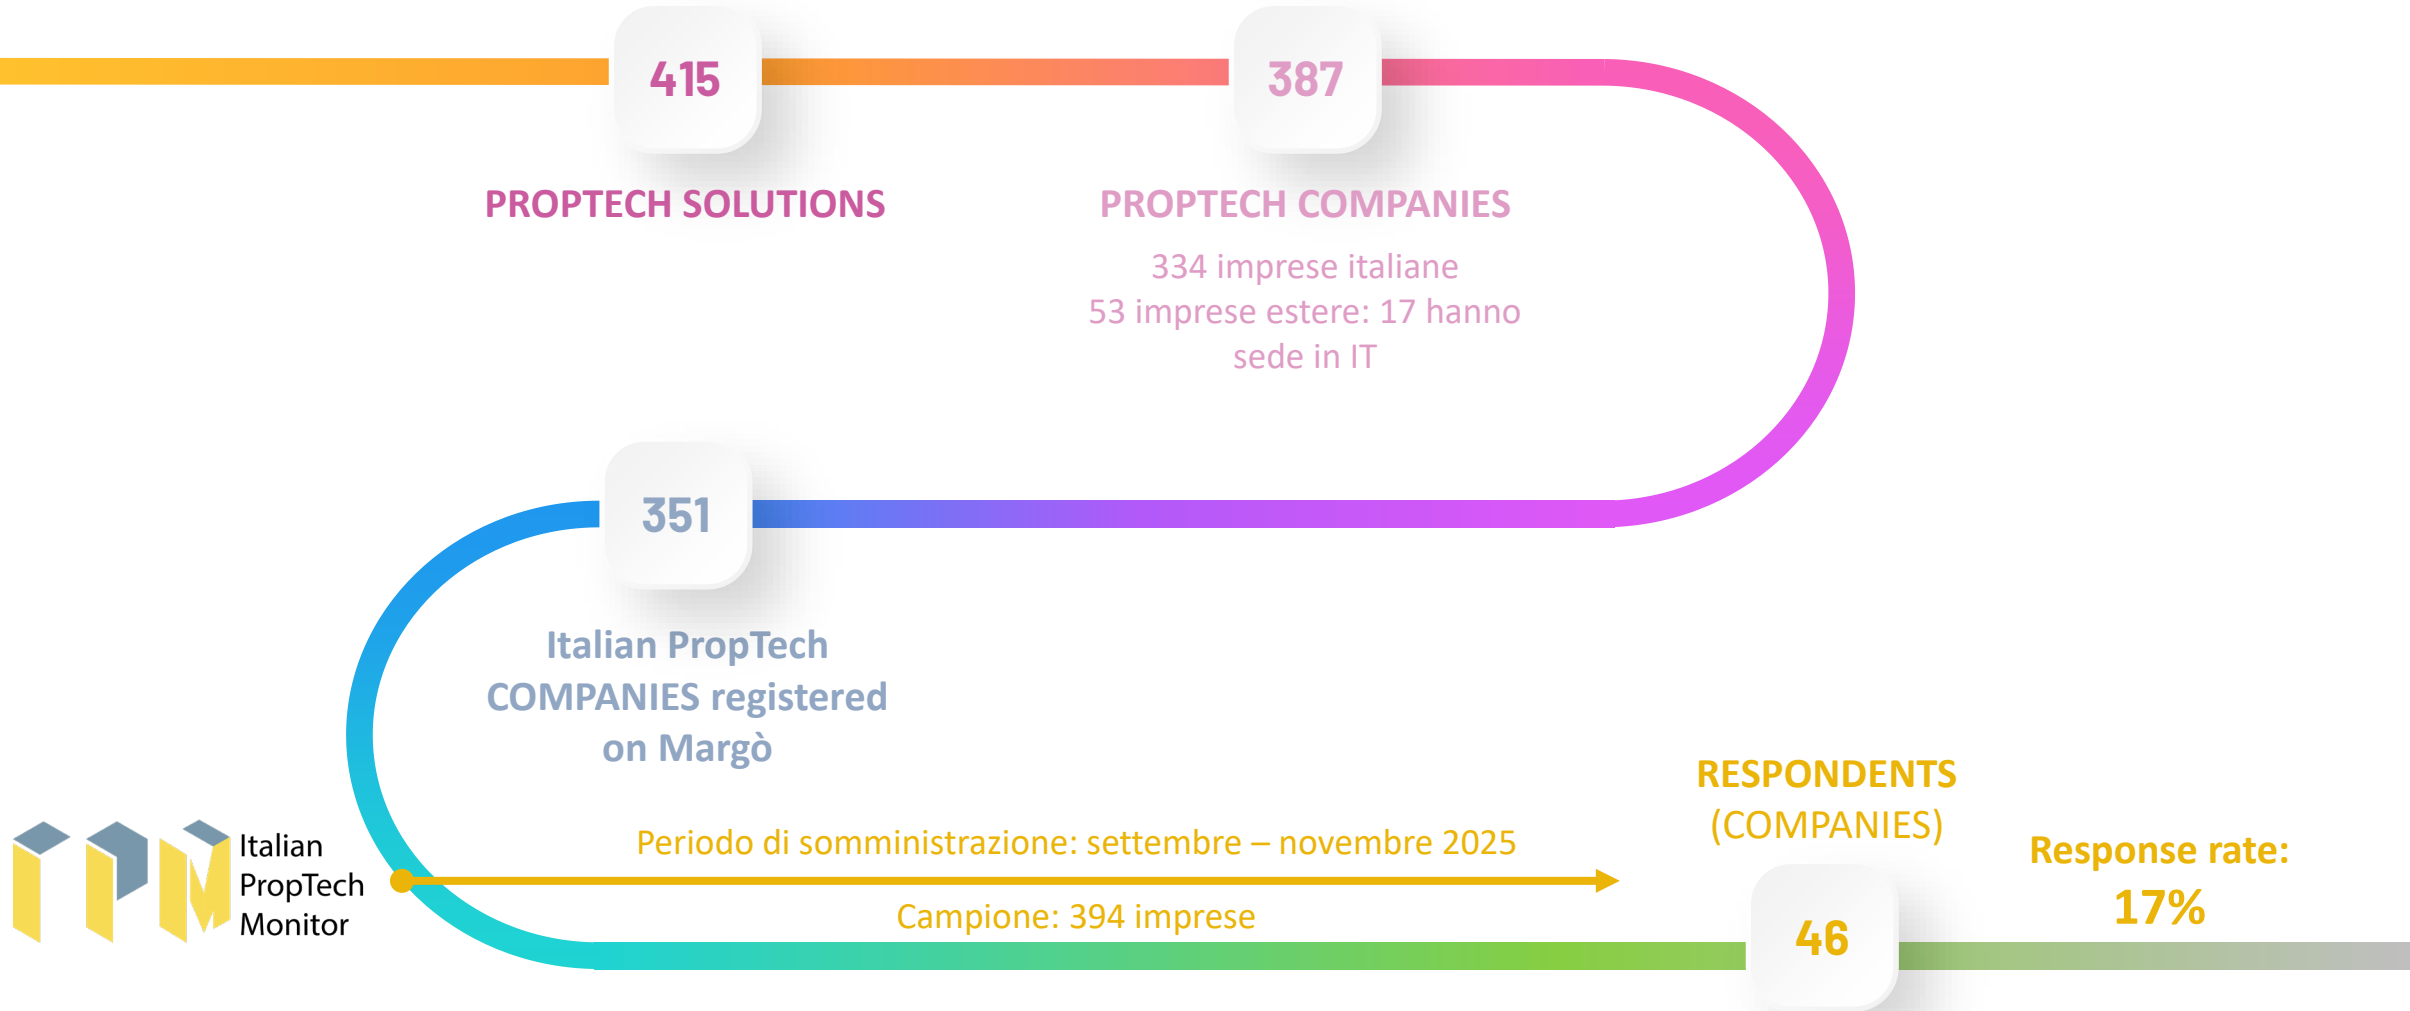 415
PROPTECH SOLUTIONS
387
PROPTECH COMPANIES
334 imprese italiane
53 imprese estere: 17 hanno
sede in IT
351
Italian PropTech
COMPANIES registered
on Margò
Italian
PropTech
Monitor
Periodo di somministrazione: settembre – novembre 2025
Campione: 394 imprese
RESPONDENTS
(COMPANIES)
46
Response rate:
17%